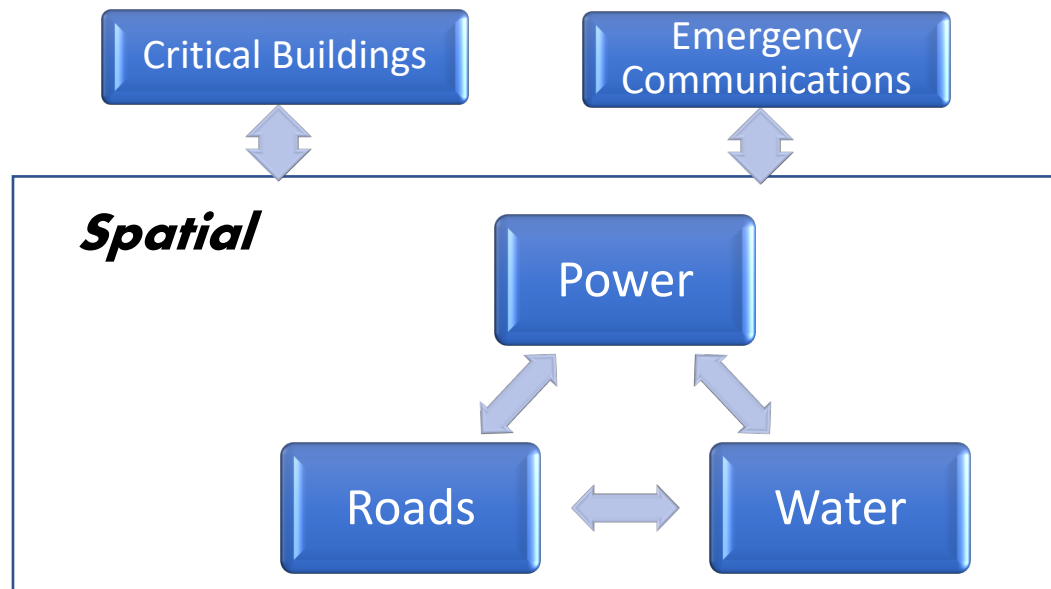 Critical Buildings
Emergency
Communications
Spatial
Power
Roads
Water